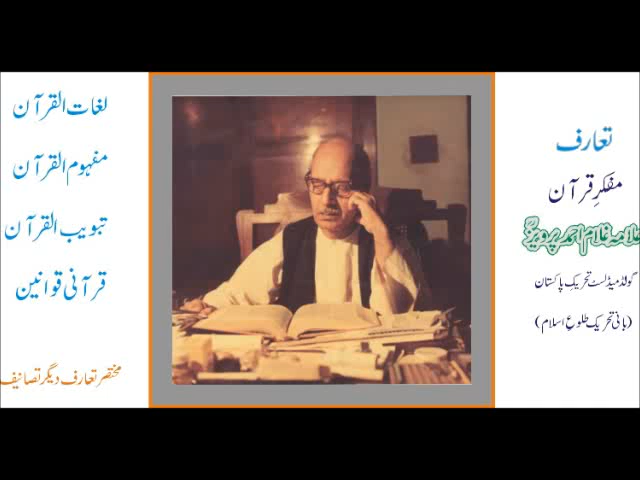 تعارف
مفکرِ قرآن
علامہ غلام احمد پرویزؒ
گولڈ میڈلسٹ تحریکِ پاکستان
(بانی تحریک طلوعِ اسلام)
لغات القرآن
مفہوم القرآن
تبویب القرآن
قرآنی قوانین
مختصر تعارف دیگر تصانیف